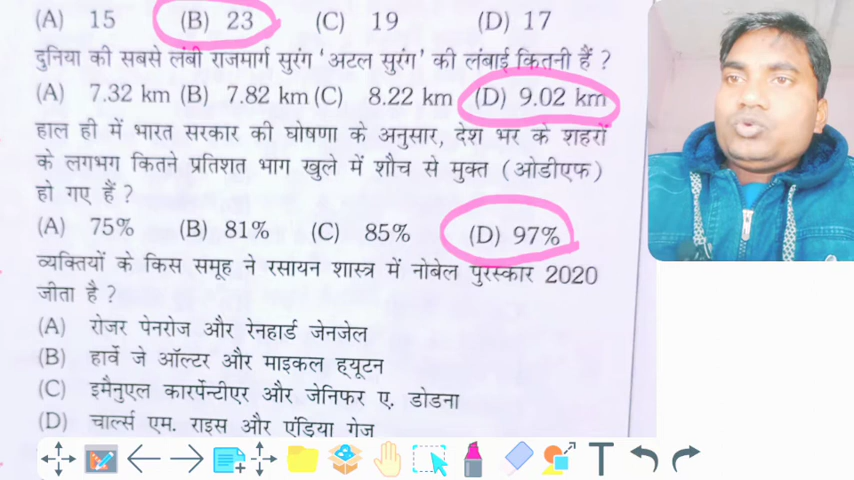 (A) 15 (B) 23 (C) 19 (D) 17
दुनिया की सबसे लंबी राजमार्ग सुरंग 'अटल सुरंग' की लंबाई कितनी हैं ?
(A) 7.32 km (B) 7.82 km (C) 8.22 km (D) 9.02 km
हाल ही में भारत सरकार की घोषणा के अनुसार, देश भर के शहरों
के लगभग कितने प्रतिशत भाग खुले में शौच से मुक्त (ओडीएफ)
हो गए हैं ?
(A) 75% (B) 81% (C) 85% (D) 97%
व्यक्तियों के किस समूह ने रसायन शास्त्र में नोबेल पुरस्कार 2020
जीता है ?
(A) रोजर पेनरोज और रेनहार्ड जेनजेल
(B) हार्वे जे ऑल्टर और माइकल ह्यूटन
(C) इमैनुएल कारपेंन्टीएर और जेनिफर ए. डोडना
(D) चार्ल्स एम. राइस और एंड्रिया गेज
T